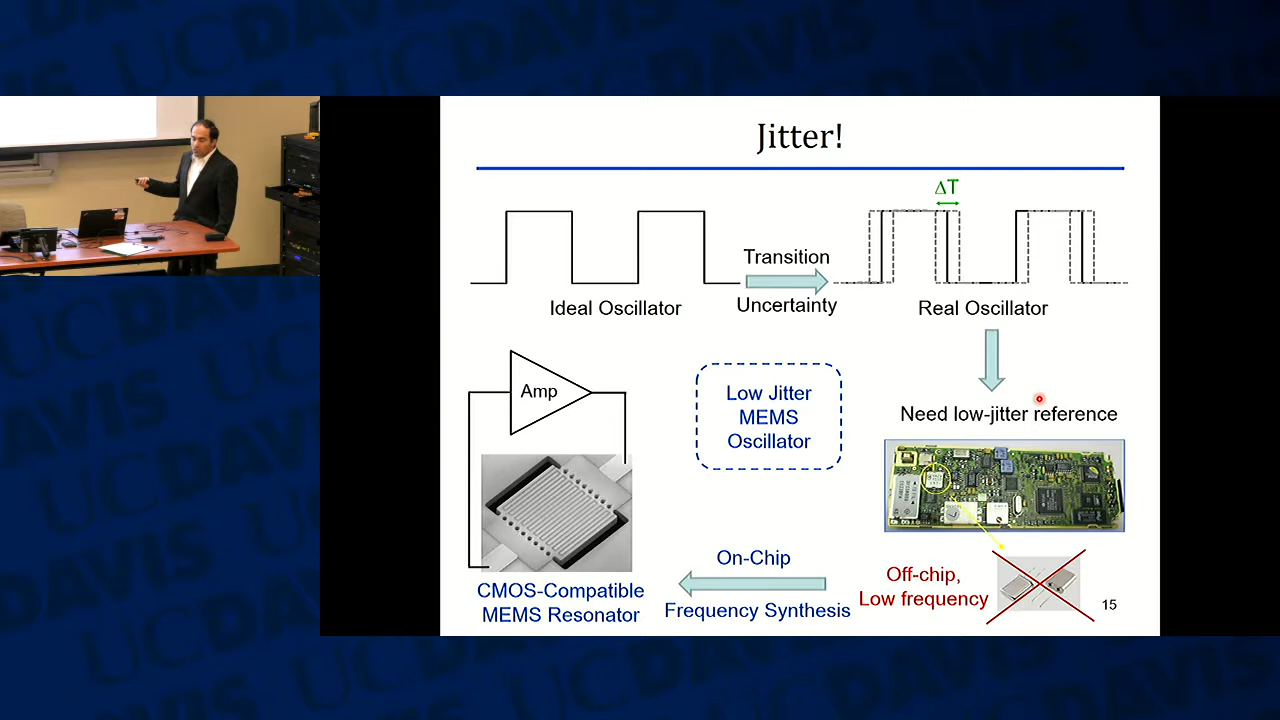 Jitter!
ΔT
Transition
Uncertainty
Ideal Oscillator
Real Oscillator
Amp
Low Jitter
MEMS
Oscillator
Need low-jitter reference
On-Chip
Frequency Synthesis
Off-chip,
Low frequency
CMOS-Compatible
MEMS Resonator
15
UCDAVIS